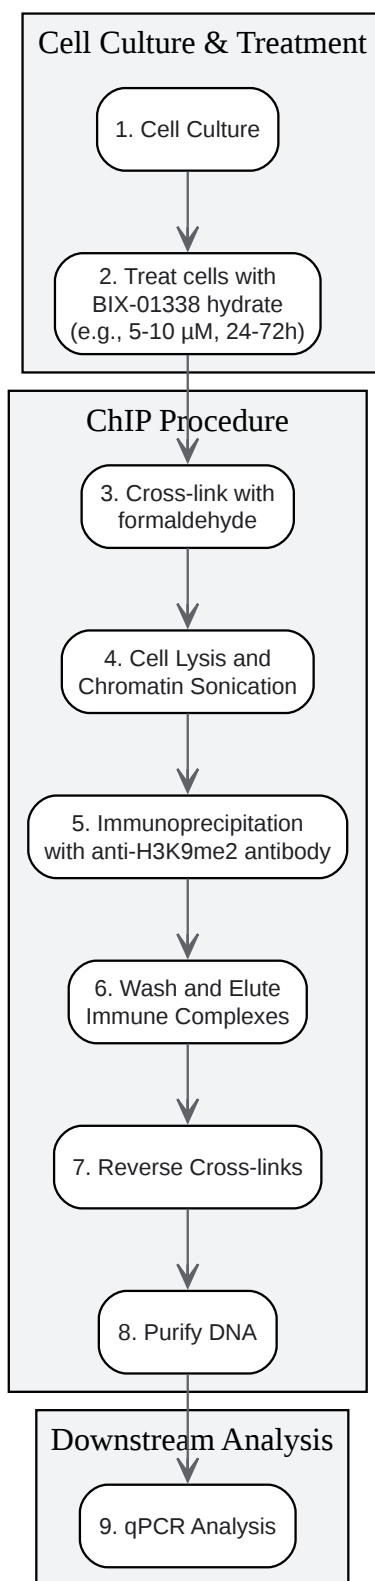 Cell Culture & Treatment
1. Cell Culture
2. Treat cells with
BIX-01338 hydrate
(e.g., 5-10 µM, 24-72h)
ChIP Procedure
3. Cross-link with
formaldehyde
4. Cell Lysis and
Chromatin Sonication
5. Immunoprecipitation
with anti-H3K9me2 antibody
6. Wash and Elute
Immune Complexes
7. Reverse Cross-links
8. Purify DNA
Downstream Analysis
9. qPCR Analysis